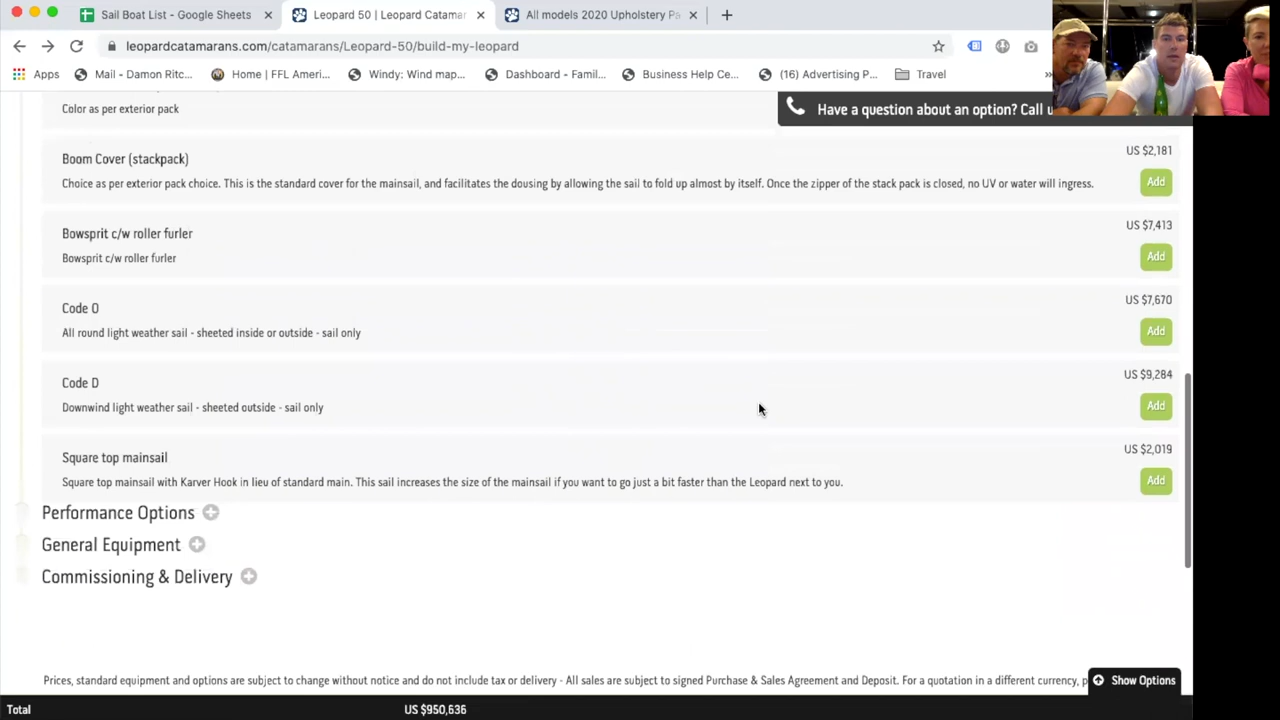 Sail Boat List - Google Sheets
Leopard 50 | Leopard Catamar
All models 2020 Upholstery Pa
leopardcatamarans.com/catamarans/Leopard-50/build-my-leopard
Apps
Mail - Damon Ritc...
Home | FFL Ameri...
Windy: Wind map...
Dashboard - Famil...
Business Help Ce...
(16) Advertising P...
Travel
»
Color as per exterior pack
Have a question about an option? Call u
Boom Cover (stackpack)
US $2,181
Choice as per exterior pack choice. This is the standard cover for the mainsail, and facilitates the dousing by allowing the sail to fold up almost by itself. Once the zipper of the stack pack is closed, no UV or water will ingress.
Add
Bowsprit c/w roller furler
US $7,413
Bowsprit c/w roller furler
Add
Code 0
US $7,670
All round light weather sail - sheeted inside or outside - sail only
Add
Code D
US $9,284
Downwind light weather sail - sheeted outside - sail only
Add
Square top mainsail
US $2,019
Square top mainsail with Karver Hook in lieu of standard main. This sail increases the size of the mainsail if you want to go just a bit faster than the Leopard next to you.
Add
Performance Options
General Equipment
Commissioning & Delivery
Prices, standard equipment and options are subject to change without notice and do not include tax or delivery - All sales are subject to signed Purchase & Sales Agreement and Deposit. For a quotation in a different currency, p
Show Options
Total
US $950,636